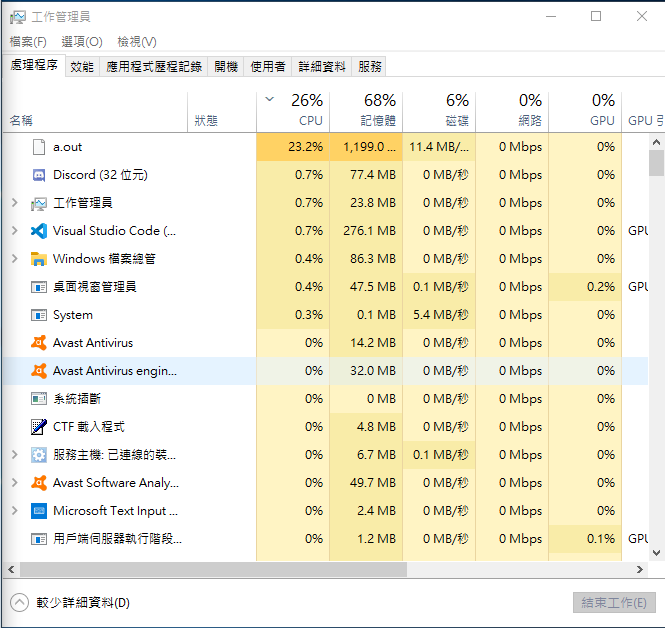 工作管理員
檔案(F) 選項(O) 檢視(V)
處理程序 效能 應用程式歷程記錄 開機 使用者 詳細資料 服務
26% 68% 6% 0% 0%
名稱 狀態 CPU 記憶體 磁碟 網路 GPU GPU 引
a.out 23.2% 1,199.0 ... 11.4 MB/... 0 Mbps 0%
Discord (32 位元) 0.7% 77.4 MB 0 MB/秒 0 Mbps 0%
工作管理員 0.7% 23.8 MB 0 MB/秒 0 Mbps 0%
Visual Studio Code (... 0.7% 276.1 MB 0 MB/秒 0 Mbps 0% GPU
Windows 檔案總管 0.4% 86.3 MB 0 MB/秒 0 Mbps 0%
桌面視窗管理員 0.4% 47.5 MB 0.1 MB/秒 0 Mbps 0.2% GPU
System 0.3% 0.1 MB 5.4 MB/秒 0 Mbps 0%
Avast Antivirus 0% 14.2 MB 0 MB/秒 0 Mbps 0%
Avast Antivirus engin... 0% 32.0 MB 0 MB/秒 0 Mbps 0%
系統插斷 0% 0 MB 0 MB/秒 0 Mbps 0%
CTF 載入程式 0% 4.8 MB 0 MB/秒 0 Mbps 0%
服務主機: 已連線的裝... 0% 6.7 MB 0.1 MB/秒 0 Mbps 0%
Avast Software Analy... 0% 49.7 MB 0 MB/秒 0 Mbps 0%
Microsoft Text Input ... 0% 2.4 MB 0 MB/秒 0 Mbps 0%
用戶端伺服器執行階段... 0% 1.2 MB 0 MB/秒 0 Mbps 0.1% GPU
較少詳細資料(D) 結束工作(E)